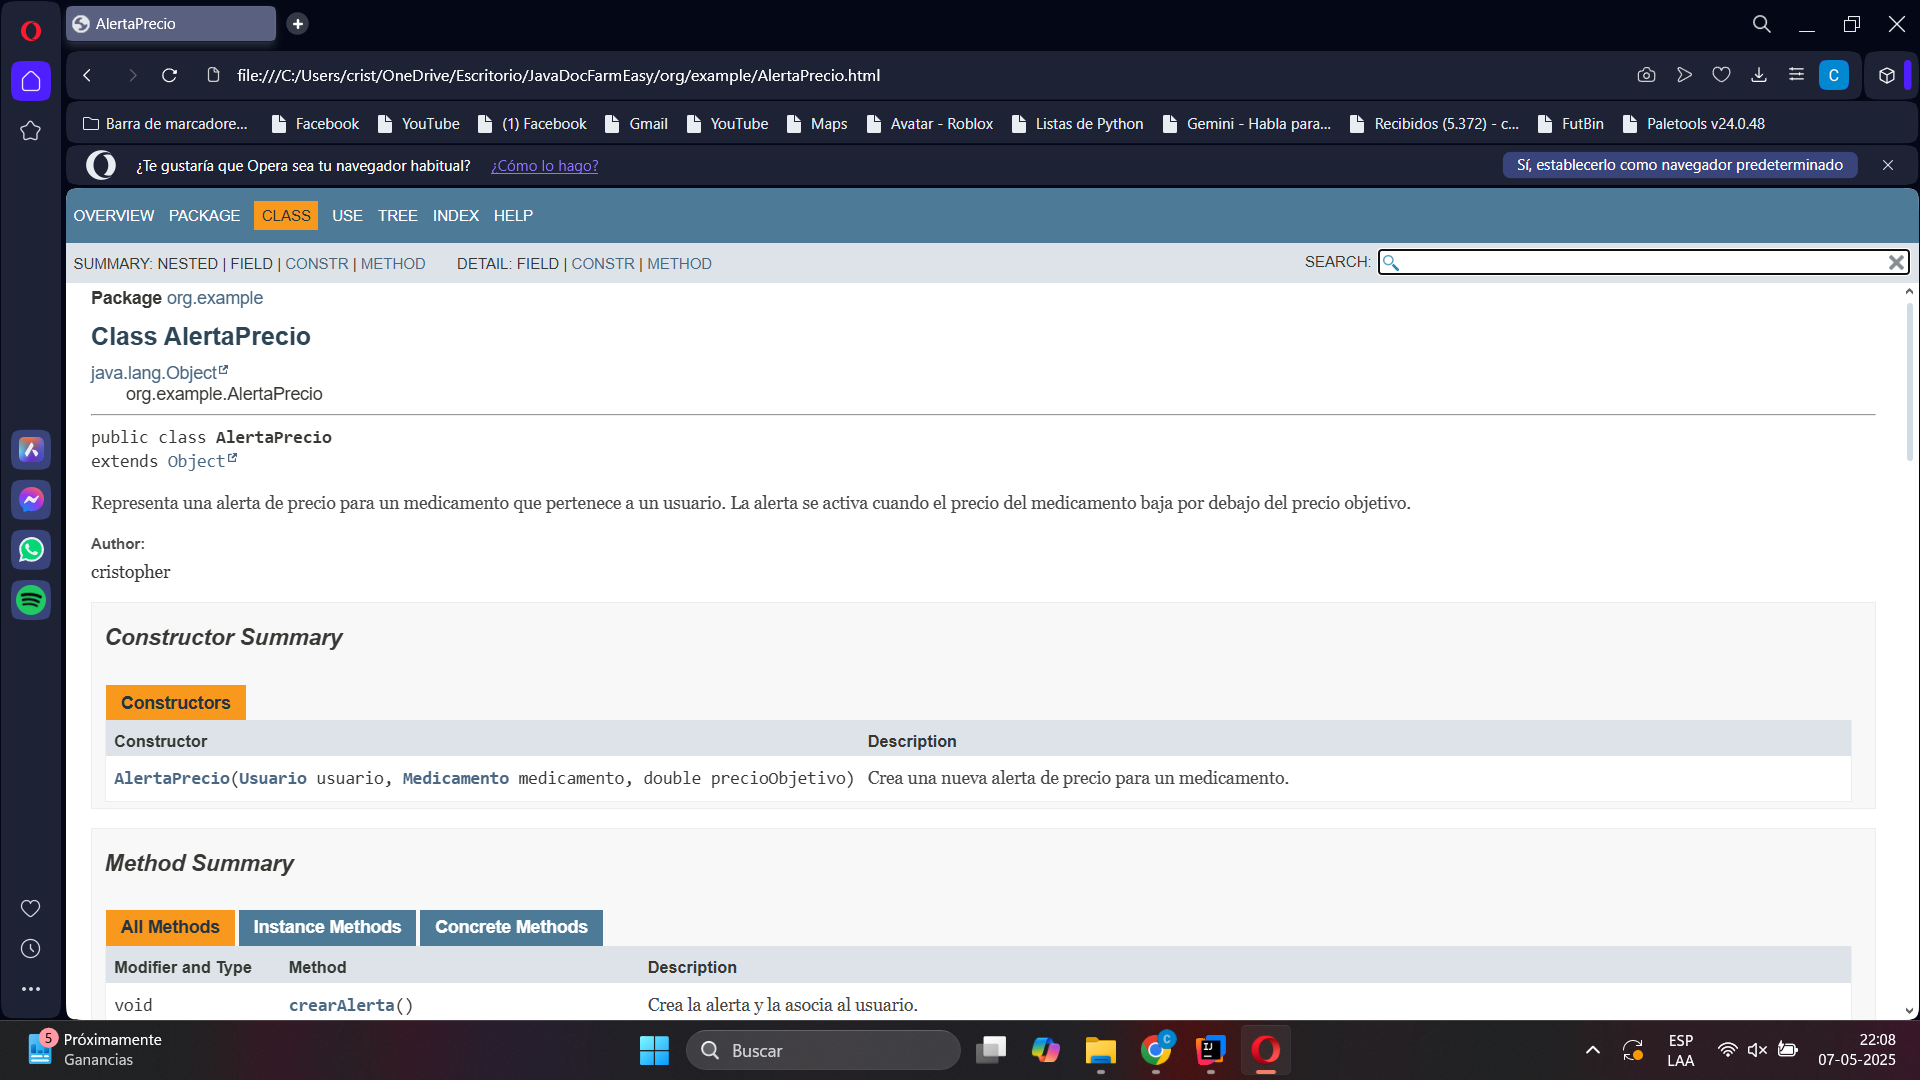 AlertaPrecio
file:///C:/Users/crist/OneDrive/Escritorio/JavaDocFarmEasy/org/example/AlertaPrecio.html
C
Barra de marcadore...
Facebook
YouTube
(1) Facebook
Gmail
YouTube
Maps
Avatar - Roblox
Listas de Python
Gemini - Habla para...
Recibidos (5.372) - c...
FutBin
Paletools v24.0.48
¿Te gustaría que Opera sea tu navegador habitual? ¿Cómo lo hago?
Sí, establecerlo como navegador predeterminado
OVERVIEW PACKAGE CLASS USE TREE INDEX HELP
SUMMARY: NESTED | FIELD | CONSTR | METHOD DETAIL: FIELD | CONSTR | METHOD
SEARCH:
Package org.example
Class AlertaPrecio
java.lang.Object
org.example.AlertaPrecio
public class AlertaPrecio
extends Object
Representa una alerta de precio para un medicamento que pertenece a un usuario. La alerta se activa cuando el precio del medicamento baja por debajo del precio objetivo.
Author:
cristopher
Constructor Summary
Constructors
Constructor Description
AlertaPrecio(Usuario usuario, Medicamento medicamento, double precioObjetivo) Crea una nueva alerta de precio para un medicamento.
Method Summary
All Methods Instance Methods Concrete Methods
Modifier and Type Method Description
void crearAlerta() Crea la alerta y la asocia al usuario.
5
Próximamente
Ganancias
Buscar
C
IJ
ESP
LAA
22:08
07-05-2025